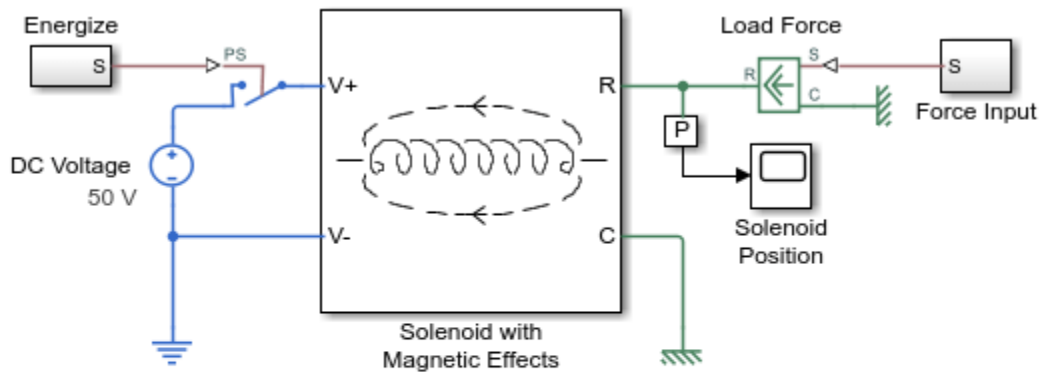 Energize
S
PS
DC Voltage
50 V
V+
V-
R
C
Solenoid with
Magnetic Effects
P
Load Force
R
S
C
S
Force Input
Solenoid
Position